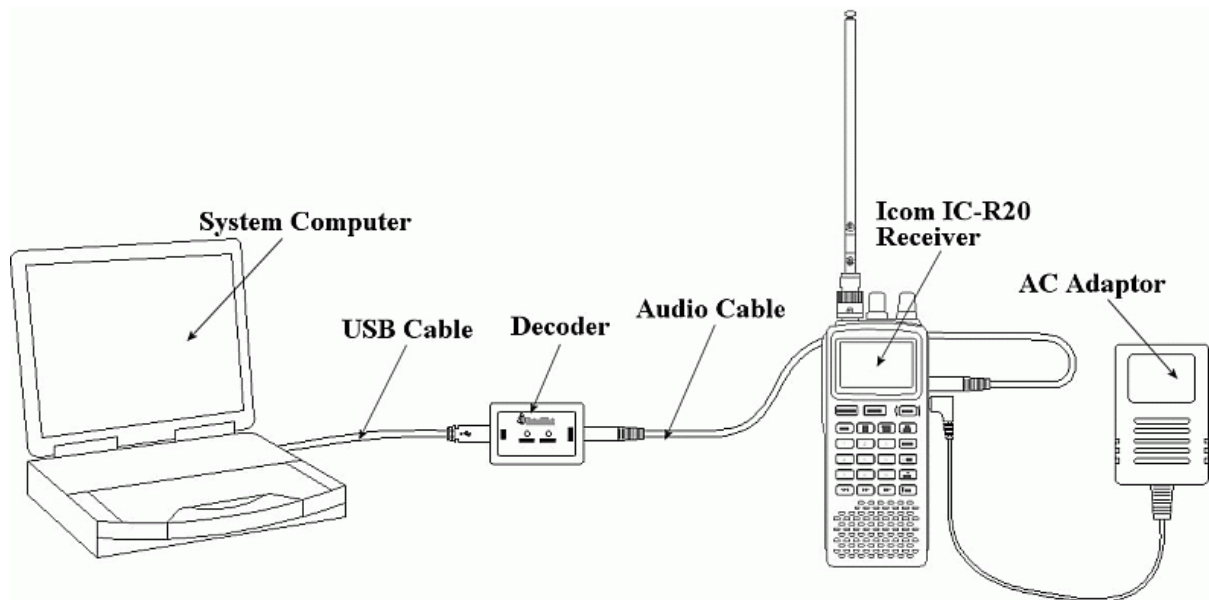 System Computer
USB Cable
Decoder
Audio Cable
Icom IC-R20
Receiver
AC Adaptor